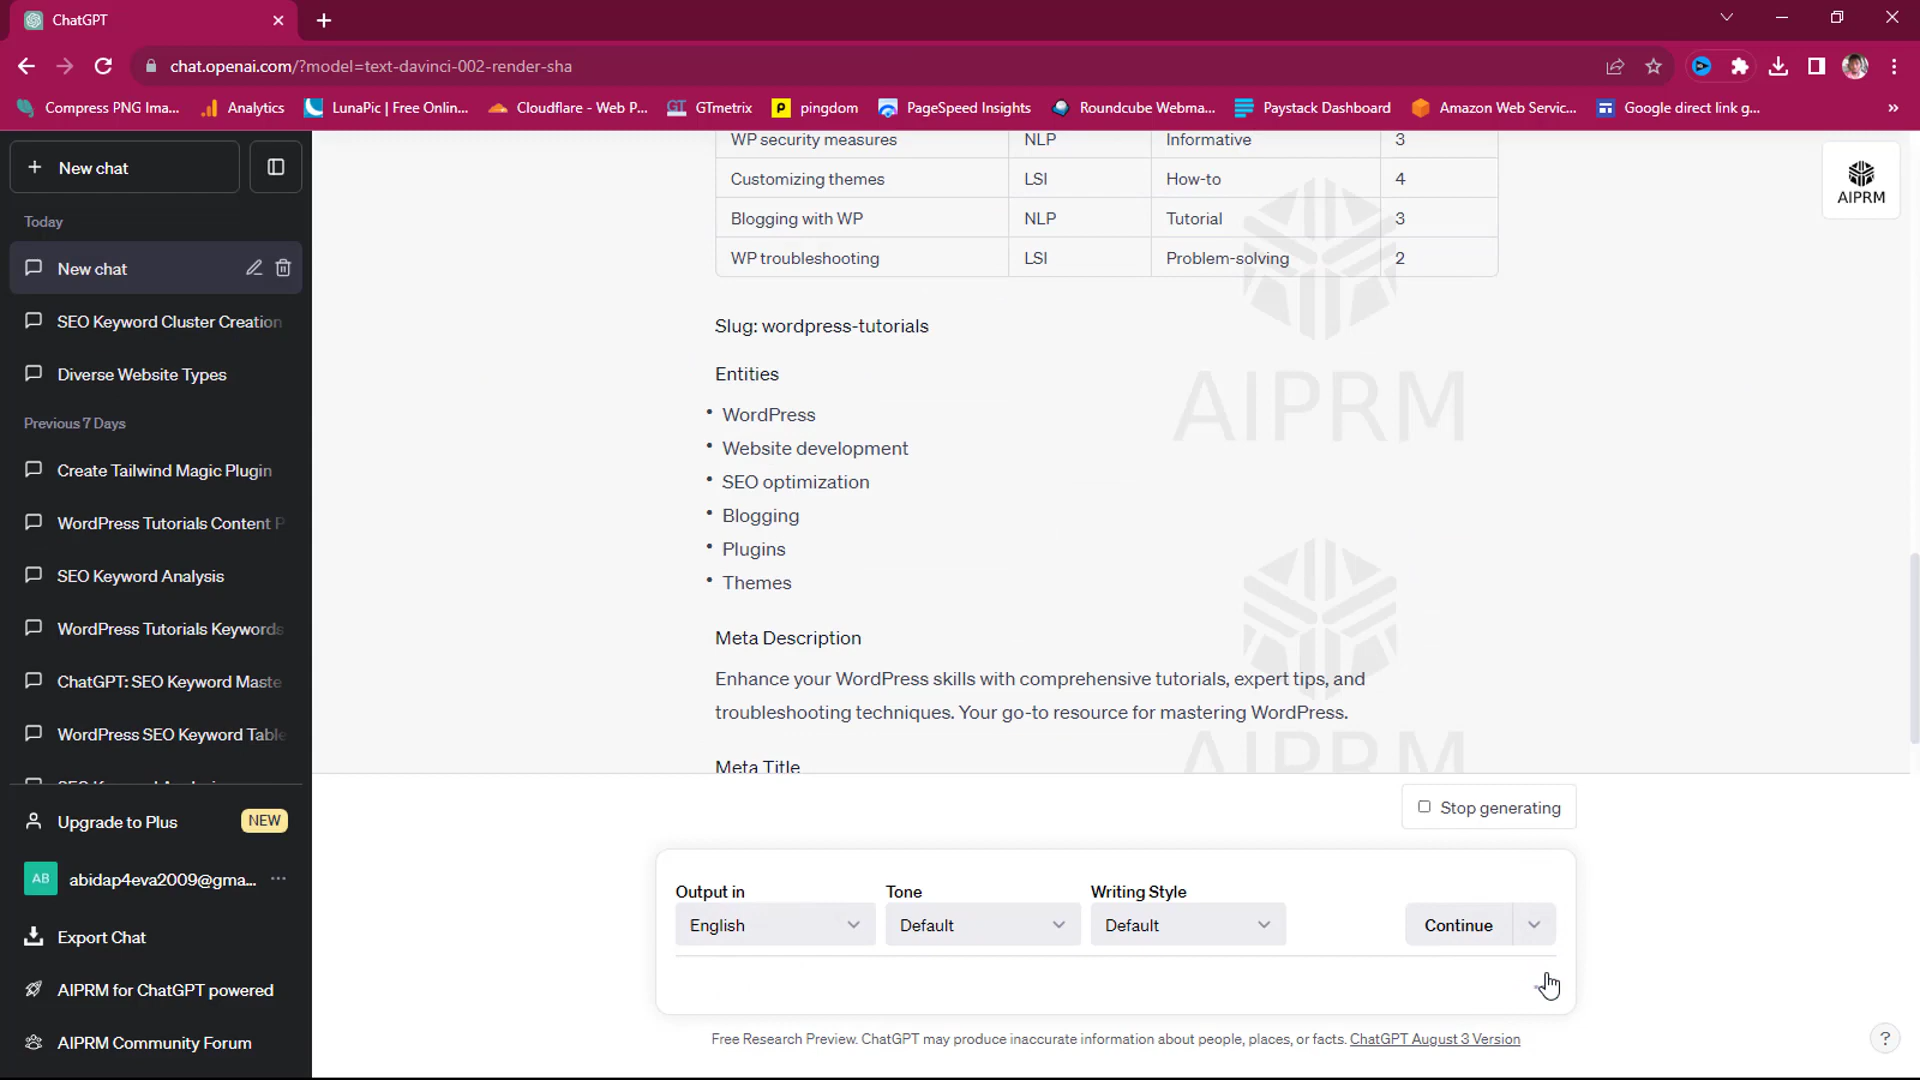 ChatGPT
chat.openai.com/?model=text-davinci-002-render-sha
Compress PNG Ima...
Analytics
LunaPic | Free Onlin...
Cloudflare - Web P...
GTmetrix
pingdom
PageSpeed Insights
Roundcube Webma...
Paystack Dashboard
Amazon Web Servic...
Google direct link g...
New chat
Today
New chat
SEO Keyword Cluster Creation
Diverse Website Types
Previous 7 Days
Create Tailwind Magic Plugin
WordPress Tutorials Content P
SEO Keyword Analysis
WordPress Tutorials Keywords
ChatGPT: SEO Keyword Maste
WordPress SEO Keyword Table
Upgrade to Plus NEW
AB abidap4eva2009@gma...
Export Chat
AIPRM for ChatGPT powered
AIPRM Community Forum
WP security measures NLP Informative 3
Customizing themes LSI How-to 4
Blogging with WP NLP Tutorial 3
WP troubleshooting LSI Problem-solving 2
Slug: wordpress-tutorials
Entities
• WordPress
• Website development
• SEO optimization
• Blogging
• Plugins
• Themes
Meta Description
Enhance your WordPress skills with comprehensive tutorials, expert tips, and
troubleshooting techniques. Your go-to resource for mastering WordPress.
Meta Title
AIPRM
AIPRM
AIPRM
Stop generating
Output in Tone Writing Style
English Default Default Continue
Free Research Preview. ChatGPT may produce inaccurate information about people, places, or facts. ChatGPT August 3 Version
?